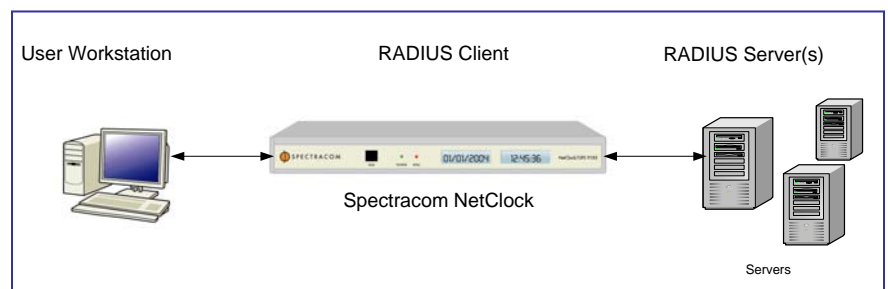 User Workstation
RADIUS Client
RADIUS Server(s)
SPECTRACOM
01/01/2004
12:45:36
Spectracom NetClock
Servers